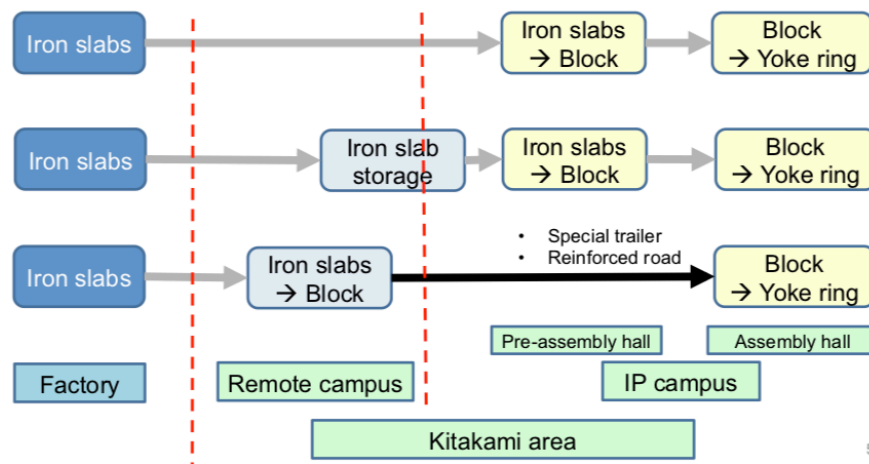 Iron slabs
Iron slabs
→ Block
Block
→ Yoke ring
Iron slabs
Iron slab
storage
Iron slabs
→ Block
Block
→ Yoke ring
• Special trailer
• Reinforced road
Iron slabs
Iron slabs
→ Block
Block
→ Yoke ring
Pre-assembly hall
Assembly hall
Factory
Remote campus
IP campus
Kitakami area